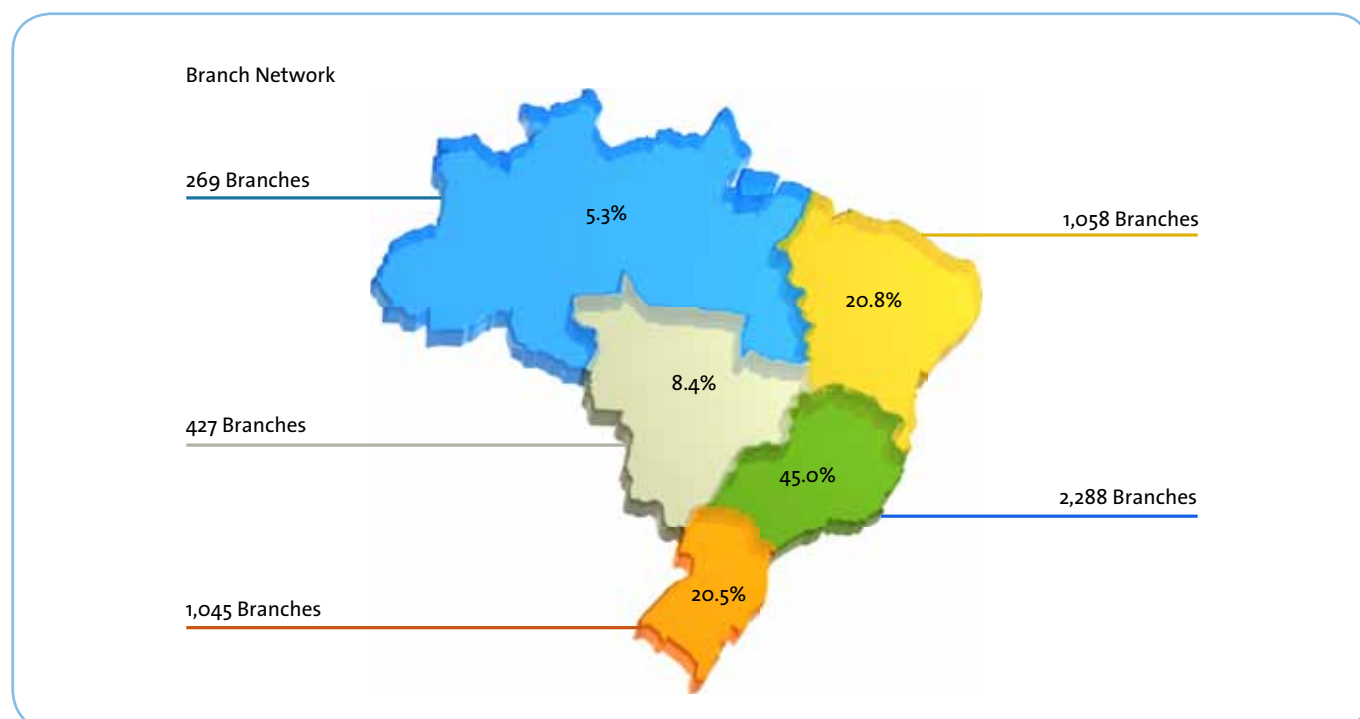 Branch Network
269 Branches
5.3%
1,058 Branches
20.8%
8.4%
427 Branches
45.0%
2,288 Branches
20.5%
1,045 Branches